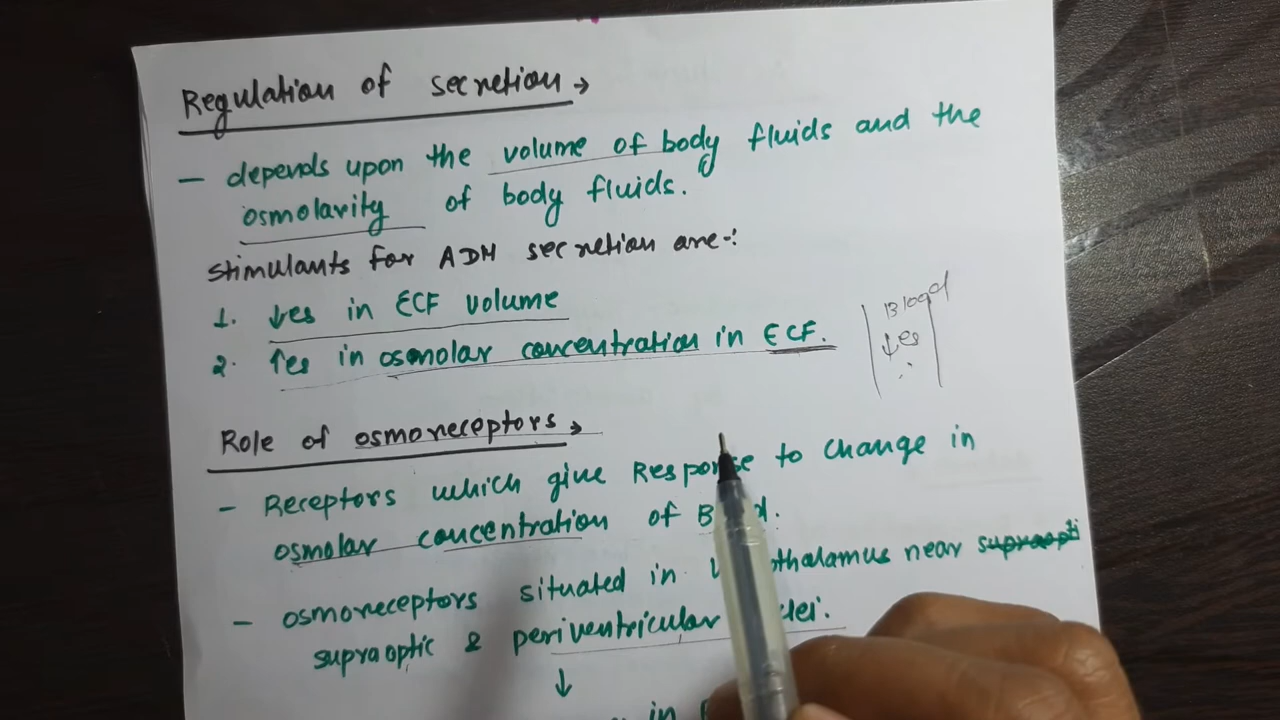 Regulation of secretion →
— depends upon the volume of body fluids and the
osmolarity of body fluids.
Stimulants for ADH secretion are-:
1. ↓es in ECF volume
2. ↑es in osmolar concentration in ECF.
Blood
↓es
Role of osmoreceptors →
- Receptors which give Response to change in
osmolar concentration of
- osmoreceptors situated in near
supraoptic & periventricular
↓
in